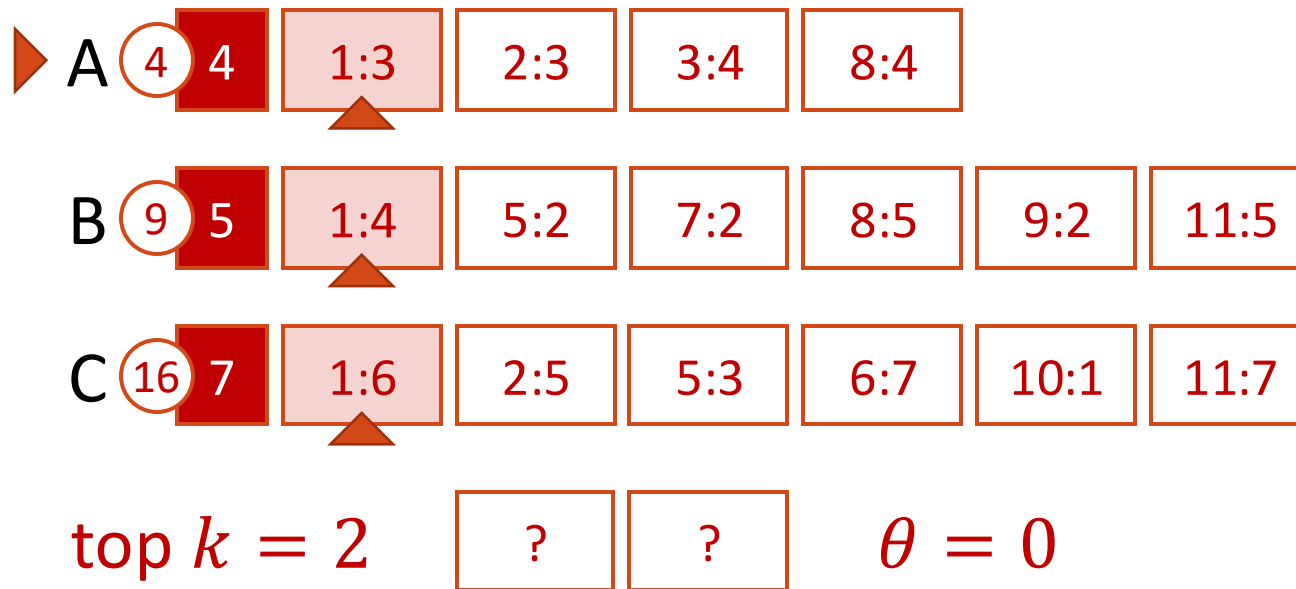 A 4 4 1:3 2:3 3:4 8:4
B 9 5 1:4 5:2 7:2 8:5 9:2 11:5
C 16 7 1:6 2:5 5:3 6:7 10:1 11:7
top k = 2 ? ? θ = 0